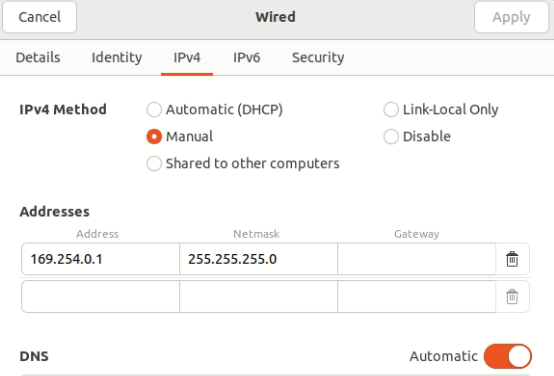 Cancel Wired Apply
Details Identity IPv4 IPv6 Security
IPv4 Method Automatic (DHCP) Link-Local Only
Manual Disable
Shared to other computers
Addresses
Address Netmask Gateway
169.254.0.1 255.255.255.0
DNS Automatic